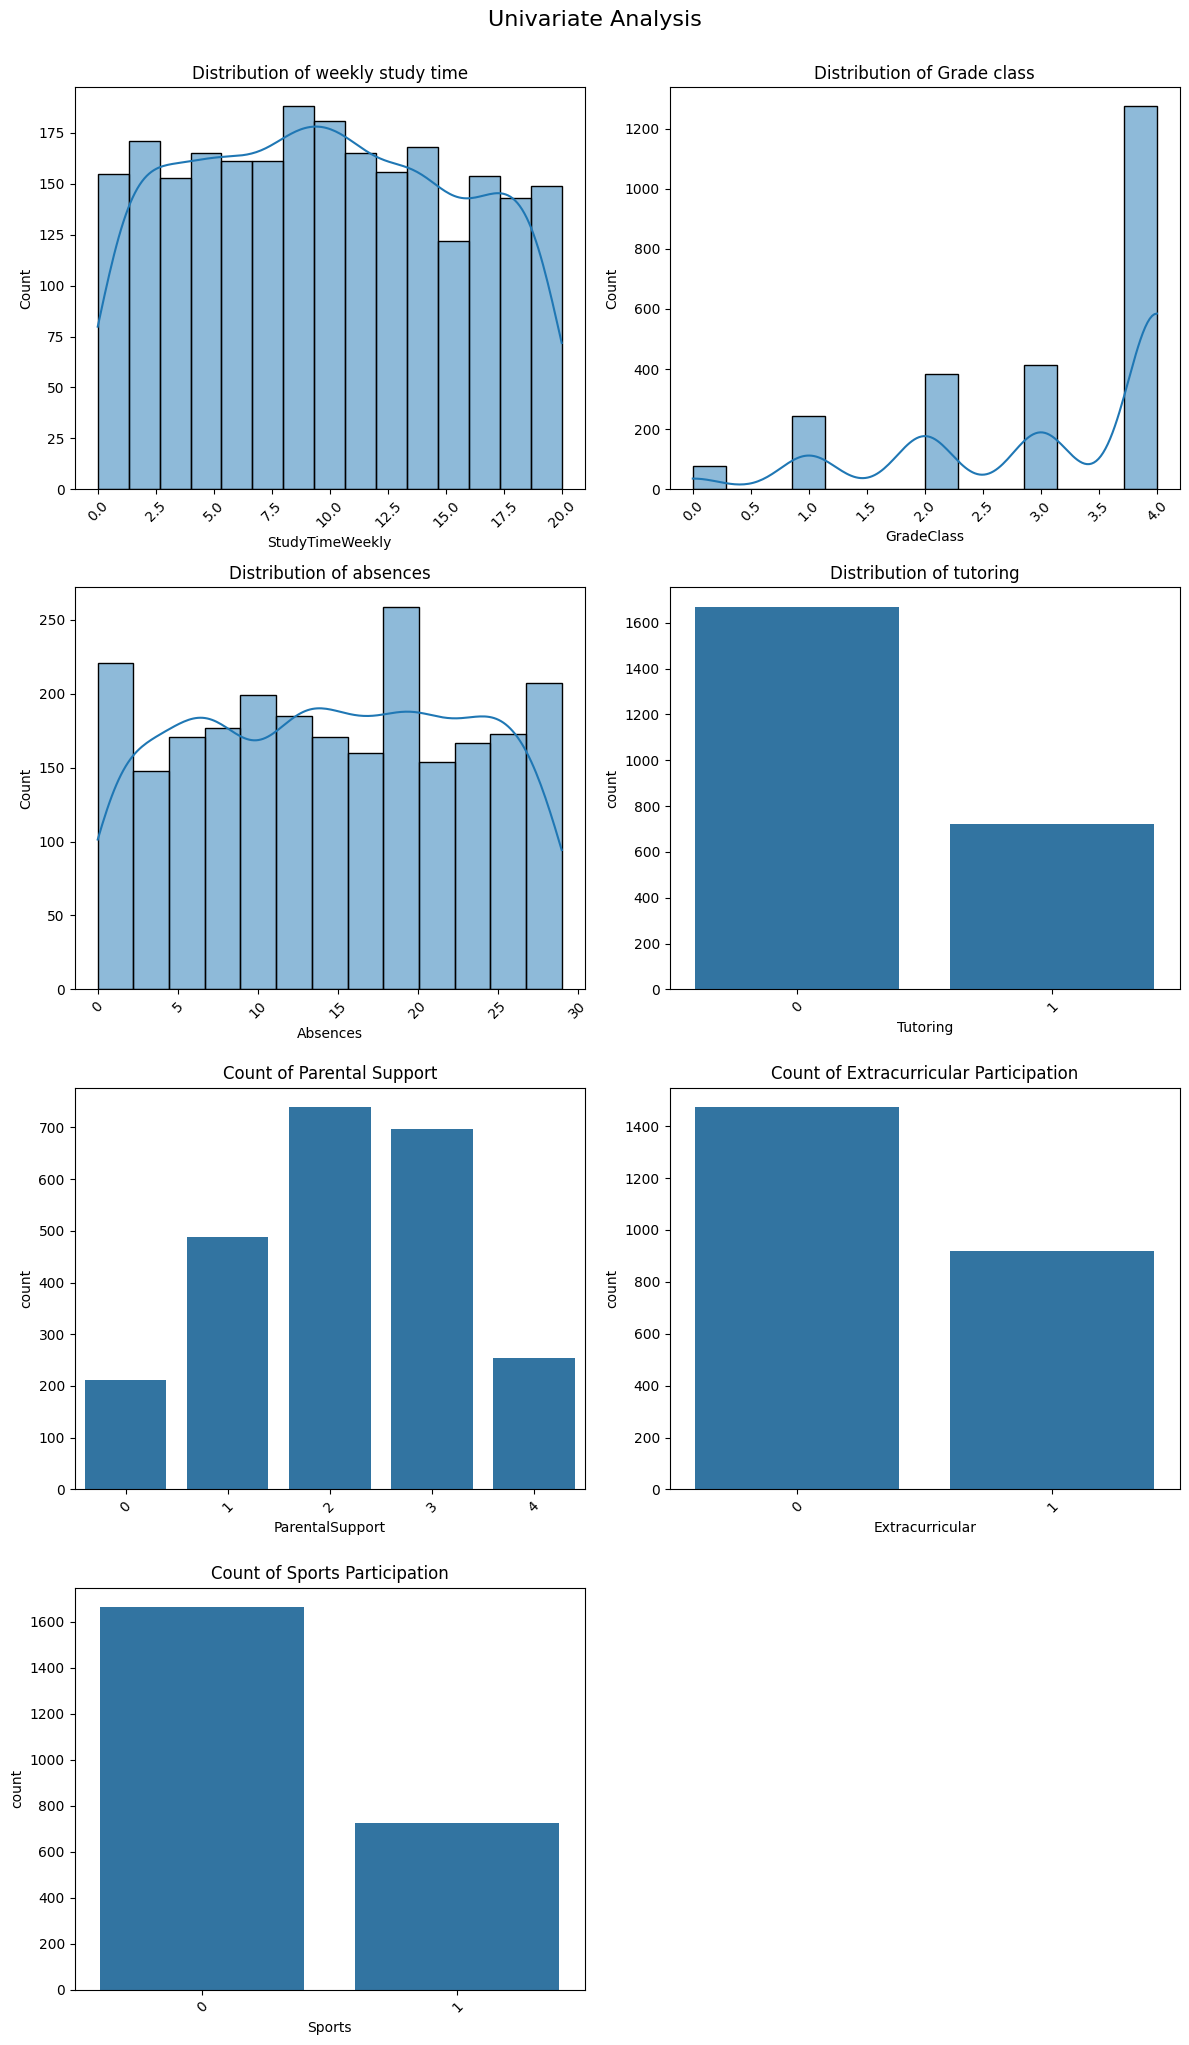 Univariate Analysis
Distribution of weekly study time
Count
175
150
125
100
75
50
25
0
0.0 2.5 5.0 7.5 10.0 12.5 15.0 17.5 20.0
StudyTimeWeekly
Distribution of Grade class
Count
1200
1000
800
600
400
200
0
0.0 0.5 1.0 1.5 2.0 2.5 3.0 3.5 4.0
GradeClass
Distribution of absences
Count
250
200
150
100
50
0
0 5 10 15 20 25 30
Absences
Distribution of tutoring
count
1600
1400
1200
1000
800
600
400
200
0
0 1
Tutoring
Count of Parental Support
count
700
600
500
400
300
200
100
0
0 1 2 3 4
ParentalSupport
Count of Extracurricular Participation
count
1400
1200
1000
800
600
400
200
0
0 1
Extracurricular
Count of Sports Participation
count
1600
1400
1200
1000
800
600
400
200
0
0 1
Sports